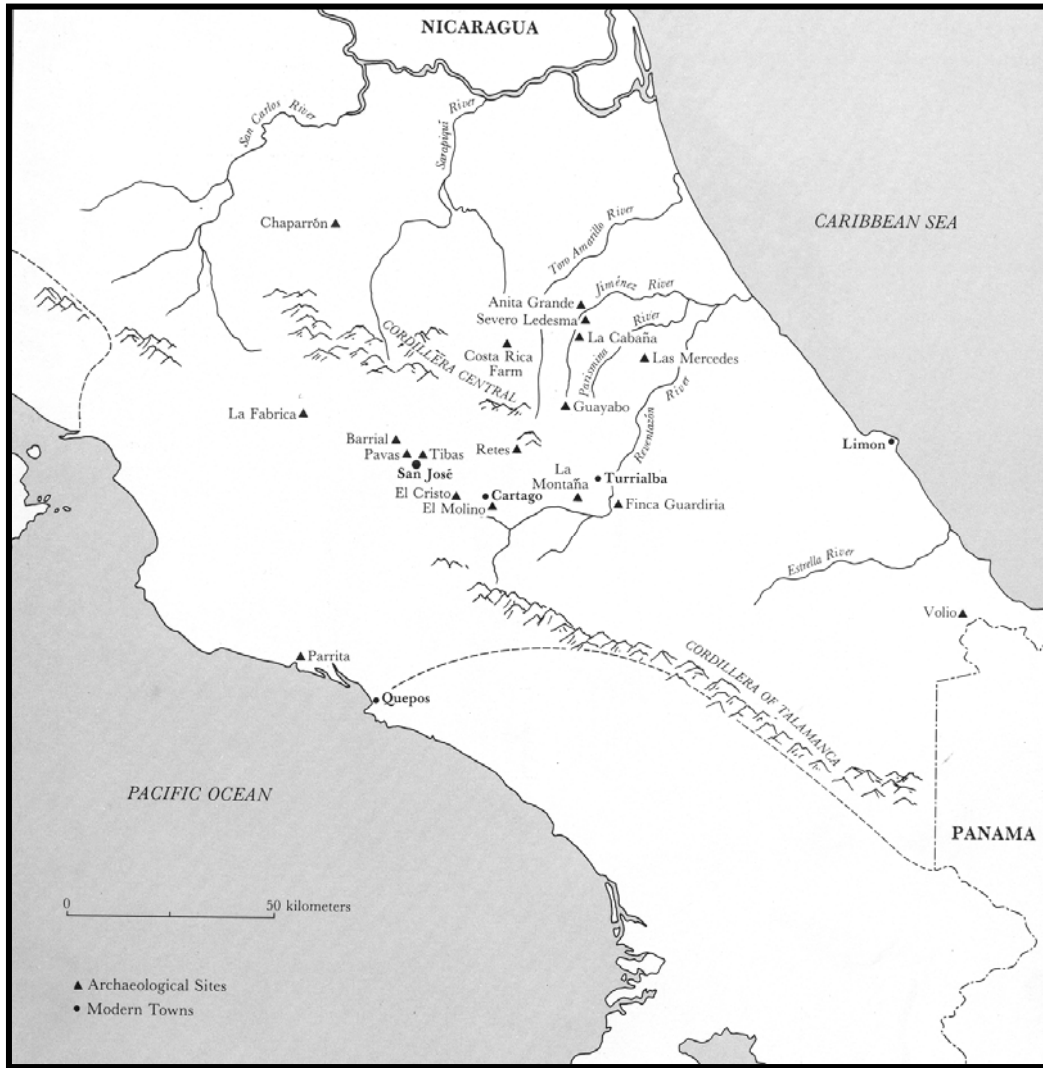 NICARAGUA
San Carlos River
Sarapiquí River
CARIBBEAN SEA
Chaparrón
Toro Amarillo River
Anita Grande
Jiménez River
Severo Ledesma
La Cabaña
Parismina River
CORDILLERA CENTRAL
Costa Rica
Farm
Las Mercedes
La Fabrica
Guayabo
Reventazón River
Barrial
Pavas
Tibas
Retes
Limon
San José
La
Montaña
Turrialba
El Cristo
Cartago
El Molino
Finca Guardiria
Estrella River
Volio
Parrita
CORDILLERA OF TALAMANCA
Quepos
PACIFIC OCEAN
PANAMA
0
50 kilometers
Archaeological Sites
Modern Towns